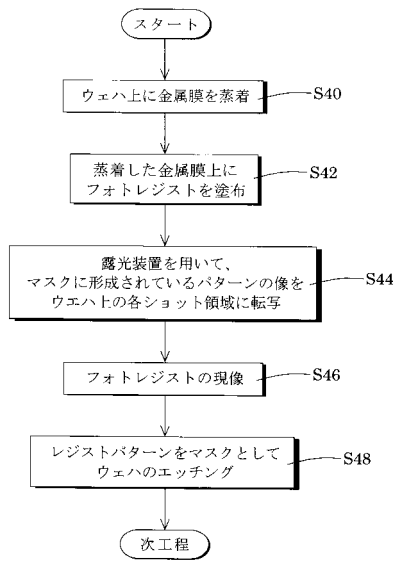 スタート
ウェハ上に金属膜を蒸着
S40
蒸着した金属膜上に
フォトレジストを塗布
S42
露光装置を用いて、
マスクに形成されているパターンの像を
ウエハ上の各ショット領域に転写
S44
フォトレジストの現像
S46
レジストパターンをマスクとして
ウェハのエッチング
S48
次工程